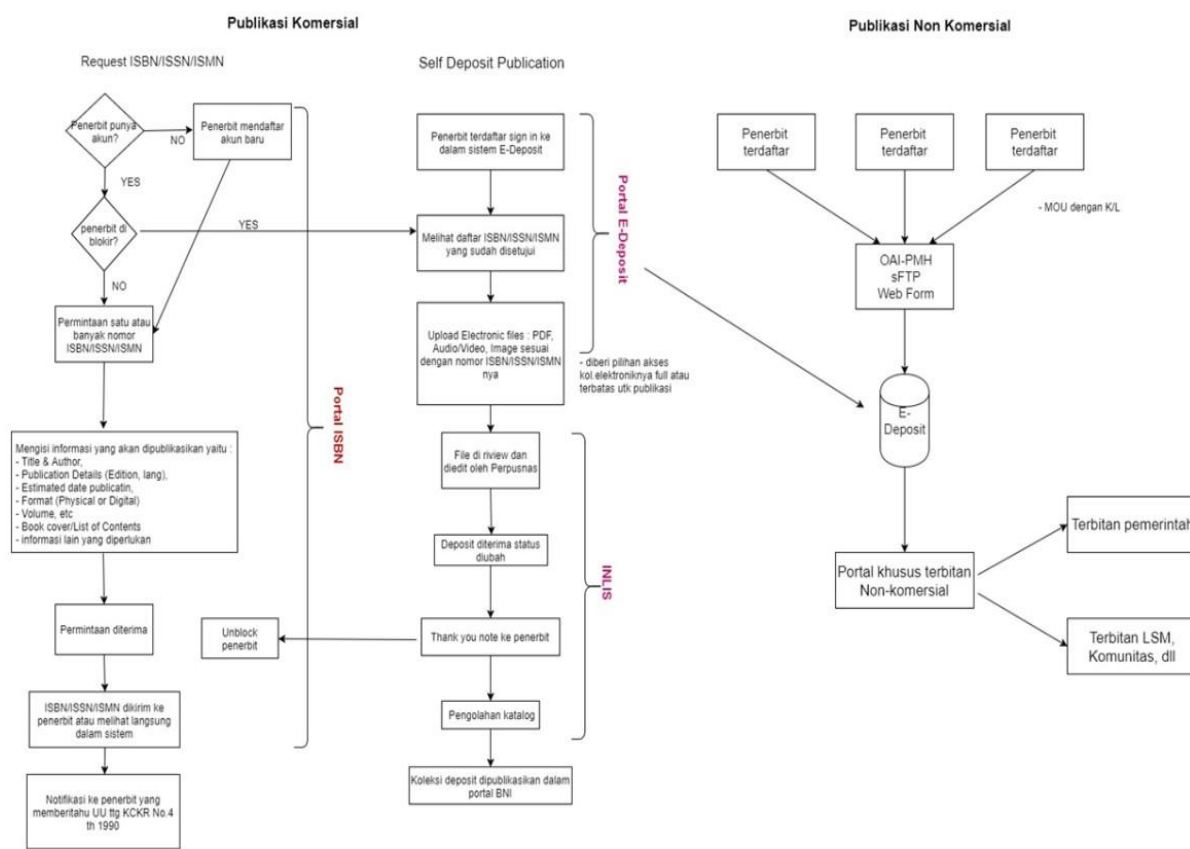 Publikasi Komersial
Publikasi Non Komersial
Request ISBN/ISSN/ISMN
Penerbit punya
akun?
NO
Penerbit mendaftar
akun baru
YES
penerbit di
blokir?
YES
NO
Permintaan satu atau
banyak nomor
ISBN/ISSN/ISMN
Mengisi informasi yang akan dipublikasikan yaitu :
- Title & Author,
- Publication Details (Edition, lang),
- Estimated date publicatin,
- Format (Physical or Digital)
- Volume, etc
- Book cover/List of Contents
- informasi lain yang diperlukan
Permintaan diterima
ISBN/ISSN/ISMN dikirim ke
penerbit atau melihat langsung
dalam sistem
Notifikasi ke penerbit yang
memberitahu UU ttg KCKR No.4
th 1990
Portal ISBN
Self Deposit Publication
Penerbit terdaftar sign in ke
dalam sistem E-Deposit
Melihat daftar ISBN/ISSN/ISMN
yang sudah disetujui
Upload Electronic files : PDF,
Audio/Video, Image sesuai
dengan nomor ISBN/ISSN/ISMN
nya
Portal E-Deposit
- diberi pilihan akses
kol.elektroniknya full atau
terbatas utk publikasi
File di riview dan
diedit oleh Perpusnas
Deposit diterima status
diubah
Thank you note ke penerbit
Unblock
penerbit
Pengolahan katalog
INLIS
Koleksi deposit dipublikasikan dalam
portal BNI
Penerbit
terdaftar
Penerbit
terdaftar
Penerbit
terdaftar
- MOU dengan K/L
OAI-PMH
sFTP
Web Form
E-
Deposit
Portal khusus terbitan
Non-komersial
Terbitan pemerintah
Terbitan LSM,
Komunitas, dll